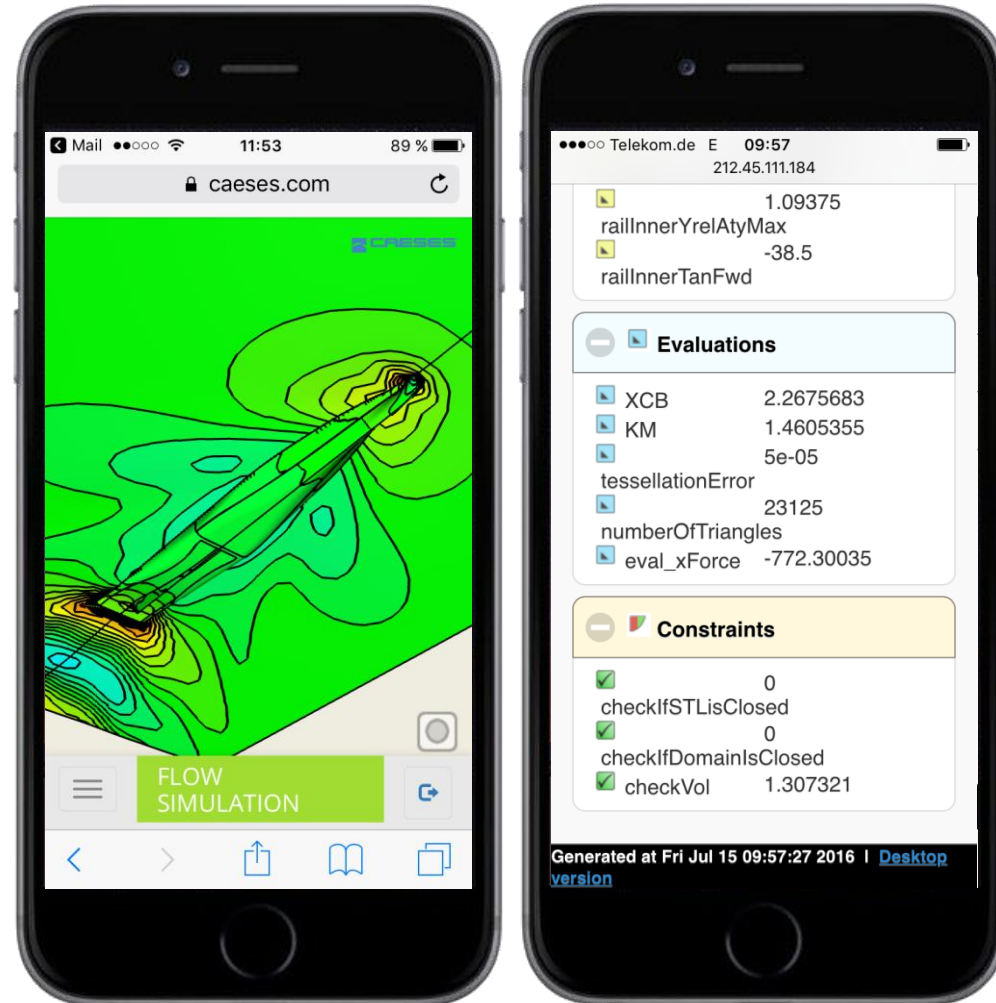 Mail 11:53 89 %
caeses.com
CAESES
FLOW
SIMULATION
Telekom.de E 09:57
212.45.111.184
1.09375
railInnerYrelAtyMax
-38.5
railInnerTanFwd
Evaluations
XCB 2.2675683
KM 1.4605355
5e-05
tessellationError
23125
numberOfTriangles
eval_xForce -772.30035
Constraints
0
checkIfSTLisClosed
0
checkIfDomainIsClosed
checkVol 1.307321
Generated at Fri Jul 15 09:57:27 2016 | Desktop
version